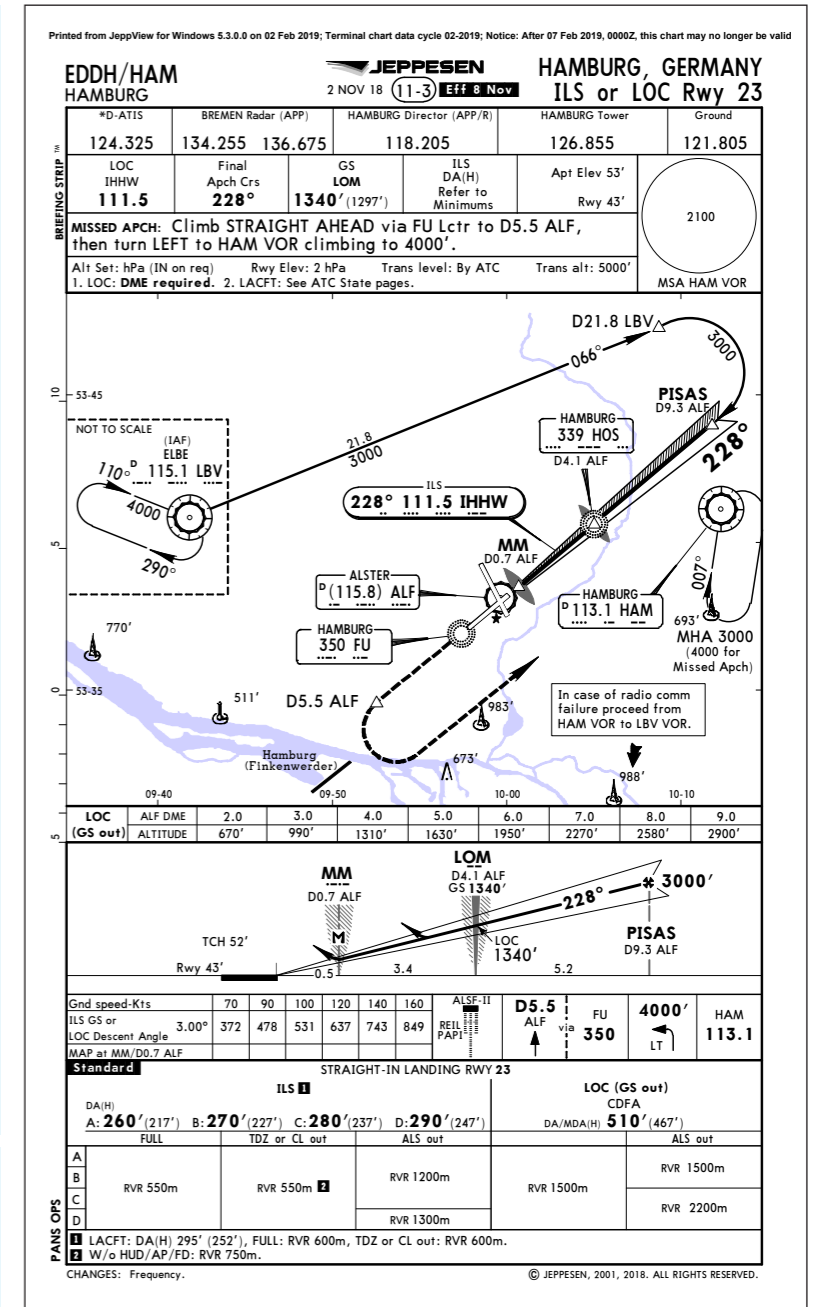 Printed from JeppView for Windows 5.3.0.0 on 02 Feb 2019; Terminal chart data cycle 02-2019; Notice: After 07 Feb 2019, 0000Z, this chart may no longer be valid
EDDH/HAM
HAMBURG
JEPPESEN
2 NOV 18 11-3 Eff 8 Nov
HAMBURG, GERMANY
ILS or LOC Rwy 23
BRIEFING STRIP TM
*D-ATIS BREMEN Radar (APP) HAMBURG Director (APP/R) HAMBURG Tower Ground
124.325 134.255 136.675 118.205 126.855 121.805
LOC
IHHW
111.5
Final
Apch Crs
228°
GS
LOM
1340' (1297')
ILS
DA(H)
Refer to
Minimums
Apt Elev 53'
Rwy 43'
2100
MSA HAM VOR
MISSED APCH: Climb STRAIGHT AHEAD via FU Lctr to D5.5 ALF,
then turn LEFT to HAM VOR climbing to 4000'.
Alt Set: hPa (IN on req) Rwy Elev: 2 hPa Trans level: By ATC Trans alt: 5000'
1. LOC: DME required. 2. LACFT: See ATC State pages.
D21.8 LBV
066°
3000
10
53-45
PISAS
D9.3 ALF
NOT TO SCALE
(IAF)
ELBE
D 115.1 LBV
110°
4000
290°
21.8
3000
HAMBURG
339 HOS
D4.1 ALF
228°
ILS
228° 111.5 IHHW
5
MM
D0.7 ALF
ALSTER
D (115.8) ALF
HAMBURG
350 FU
HAMBURG
D 113.1 HAM
007°
693'
MHA 3000
(4000 for
Missed Apch)
770'
0
53-35
511'
D5.5 ALF
983'
In case of radio comm
failure proceed from
HAM VOR to LBV VOR.
Hamburg
(Finkenwerder)
673'
988'
09-40 09-50 10-00 10-10
5
LOC ALF DME 2.0 3.0 4.0 5.0 6.0 7.0 8.0 9.0
(GS out) ALTITUDE 670' 990' 1310' 1630' 1950' 2270' 2580' 2900'
MM
D0.7 ALF
M
LOM
D4.1 ALF
GS 1340'
228°
3000'
PISAS
D9.3 ALF
LOC
1340'
TCH 52'
Rwy 43'
0.5 3.4 5.2
Gnd speed-Kts 70 90 100 120 140 160
ILS GS or
LOC Descent Angle 3.00° 372 478 531 637 743 849
MAP at MM/D0.7 ALF
ALSF-II
REIL
PAPI
D5.5
ALF
via
FU
350
4000'
LT
HAM
113.1
Standard STRAIGHT-IN LANDING RWY 23
ILS 1
LOC (GS out)
CDFA
DA(H)
A: 260' (217') B: 270' (227') C: 280' (237') D: 290' (247')
DA/MDA(H) 510' (467')
FULL TDZ or CL out ALS out ALS out
A
B
C
D
RVR 550m
RVR 550m 2
RVR 1200m
RVR 1300m
RVR 1500m
RVR 1500m
RVR 2200m
PANS OPS
1 LACFT: DA(H) 295' (252'), FULL: RVR 600m, TDZ or CL out: RVR 600m.
2 W/o HUD/AP/FD: RVR 750m.
CHANGES: Frequency.
© JEPPESEN, 2001, 2018. ALL RIGHTS RESERVED.